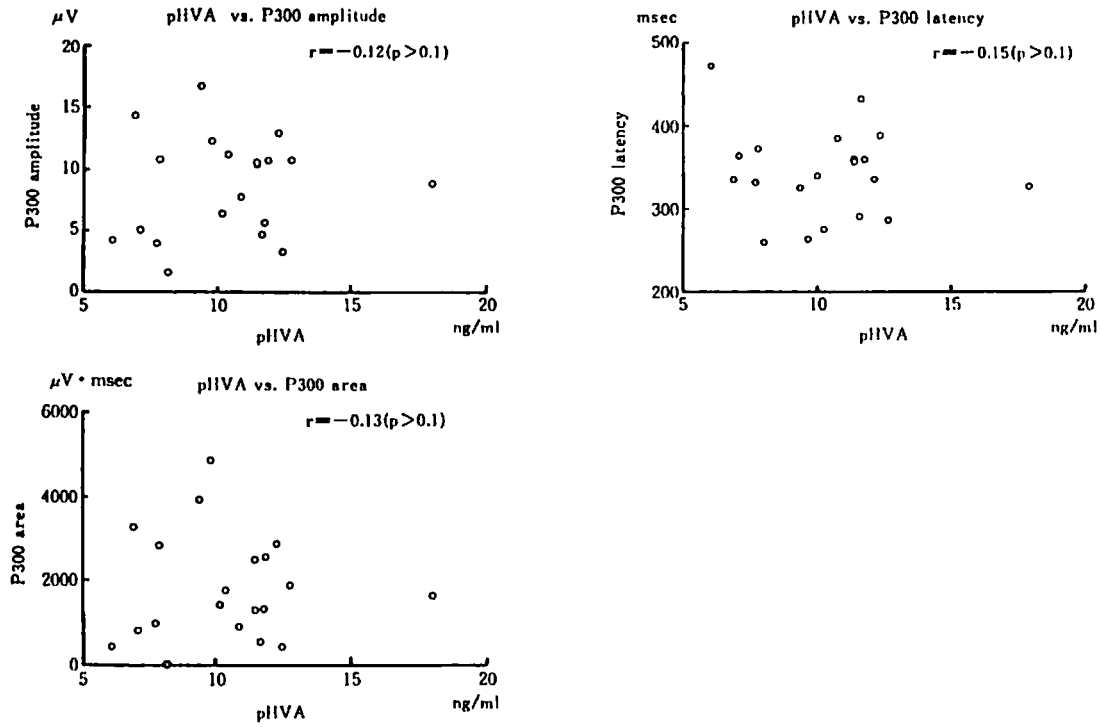 μV pHVA vs. P300 amplitude
r=−0.12(p>0.1)
20
15
10
5
0
P300 amplitude
5 10 15 20
pHVA ng/ml
msec pHVA vs. P300 latency
r=−0.15(p>0.1)
500
400
300
200
P300 latency
5 10 15 20
pHVA ng/ml
μV・msec pHVA vs. P300 area
r=−0.13(p>0.1)
6000
4000
2000
0
P300 area
5 10 15 20
pHVA ng/ml